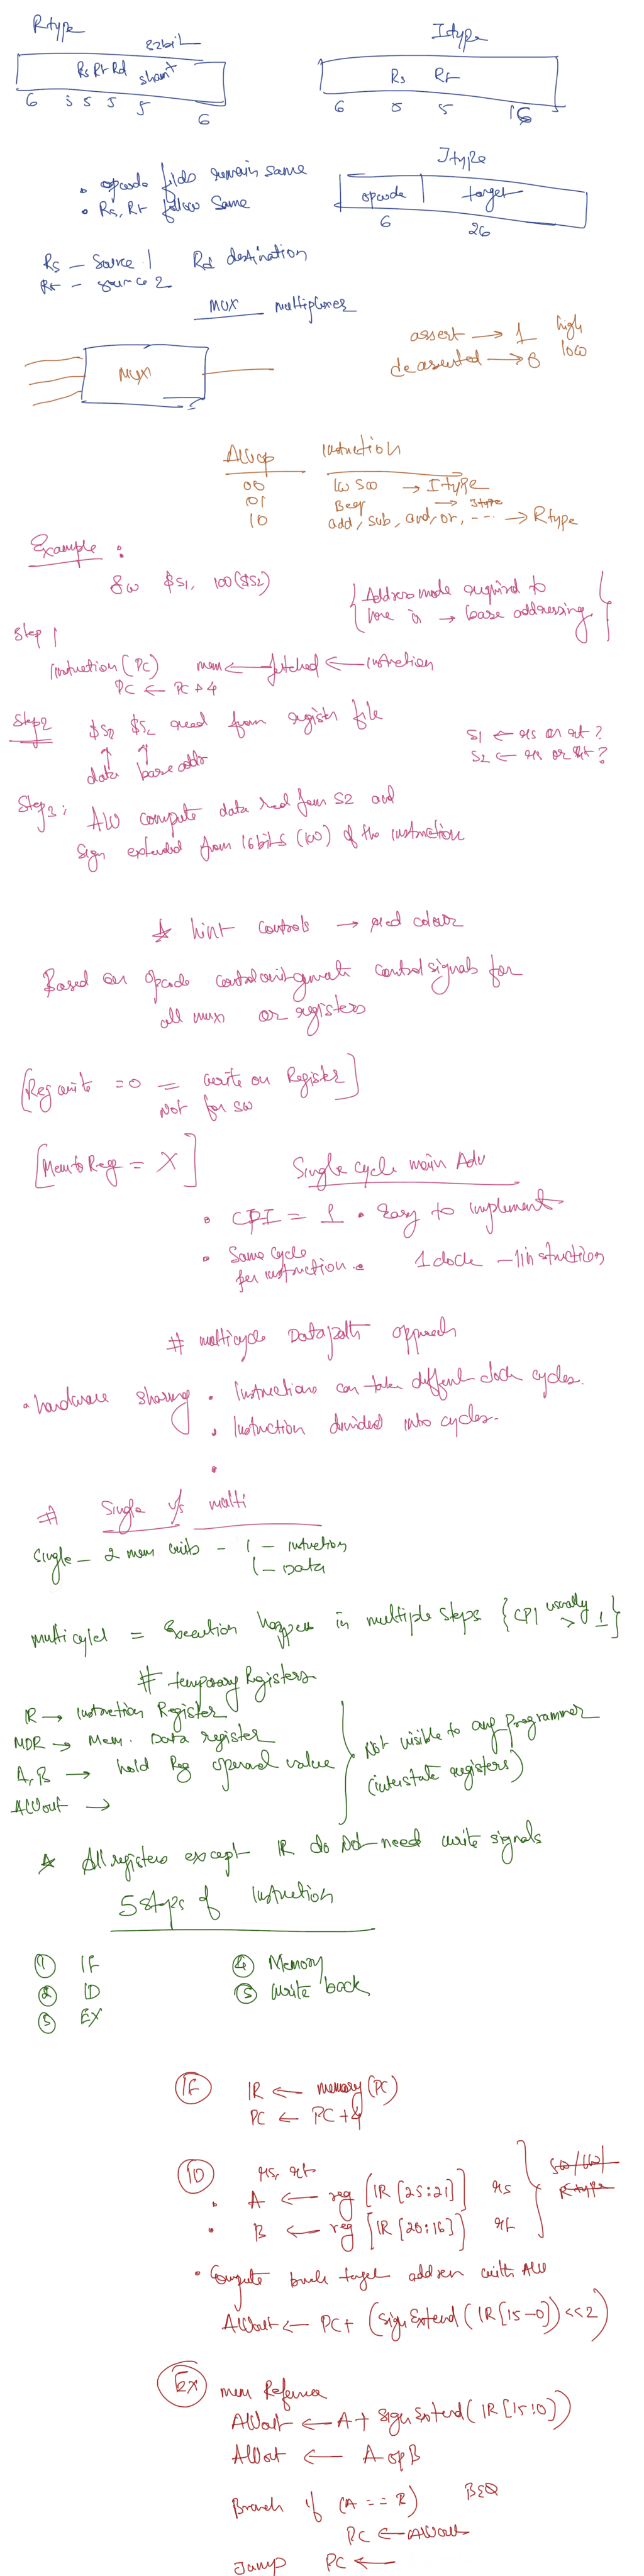 Rtype
32bit
Rs Rt Rd shamt
6 5 5 5 5 6
Itype
Rs Rt
6 5 5 16
Jtype
opcode target
6 26
• opcode fields remain same
• Rs, Rt follow same
Rs — Source 1 Rd destination
Rt — source 2
MUX — multiplexer
MUX
assert → 1 high
deasserted → 0 low
ALUop instruction
00 lw sw → Itype
01 Beq → Itype
10 add, sub, and, or, --- → Rtype
Example :
sw $S1, 100($S2)
{Address mode required to
here is → base addressing}
Step 1
instruction (PC) mem ← fetched ← instruction
PC ← PC + 4
Step2 $S1 $S2 read from register file
data base addr
S1 ← rs or rt ?
S2 ← rs or rt ?
Step3: ALU compute data read from S2 and
sign extended from 16 bits (100) of the instruction
* hint controls → red colour
Based on opcode control unit generate control signals for
all mux or registers
[Reg write = 0 = write on Register]
Not for sw
[MemtoReg = X]
Single cycle main Adv
• CPI = 1 • Easy to implement
• Same cycle
per instruction • 1 clock — 1 instruction
# multicycle Datapath approach
• hardware sharing • Instructions can take different clock cycles.
• Instruction divided into cycles.
# Single v/s multi
Single — 2 mem units — 1 — instruction
1 — Data
multicycle = Execution happens in multiple steps {CPI usually > 1}
# temporary Registers
IR → Instruction Register
MDR → Mem. Data register
A, B → hold Reg operand value
ALUout →
Not visible to any Programmer
(interstate registers)
* All registers except IR do Not need write signals
5 steps of Instruction
① IF ④ Memory
② ID ⑤ write back
③ EX
IF IR ← memory (PC)
PC ← PC + 4
ID rs, rt
• A ← reg [IR [25:21]] rs
• B ← reg [IR [20:16]] rt
sw/lw/
Rtype
• Compute target address with ALU
ALUout ← PC + (Sign Extend (IR [15-0]) <<2)
EX mem Reference
ALUout ← A + Sign Extend (IR [15:0])
ALUout ← A op B
Branch if (A == B) BEQ
PC ← ALUout
Jump PC ←